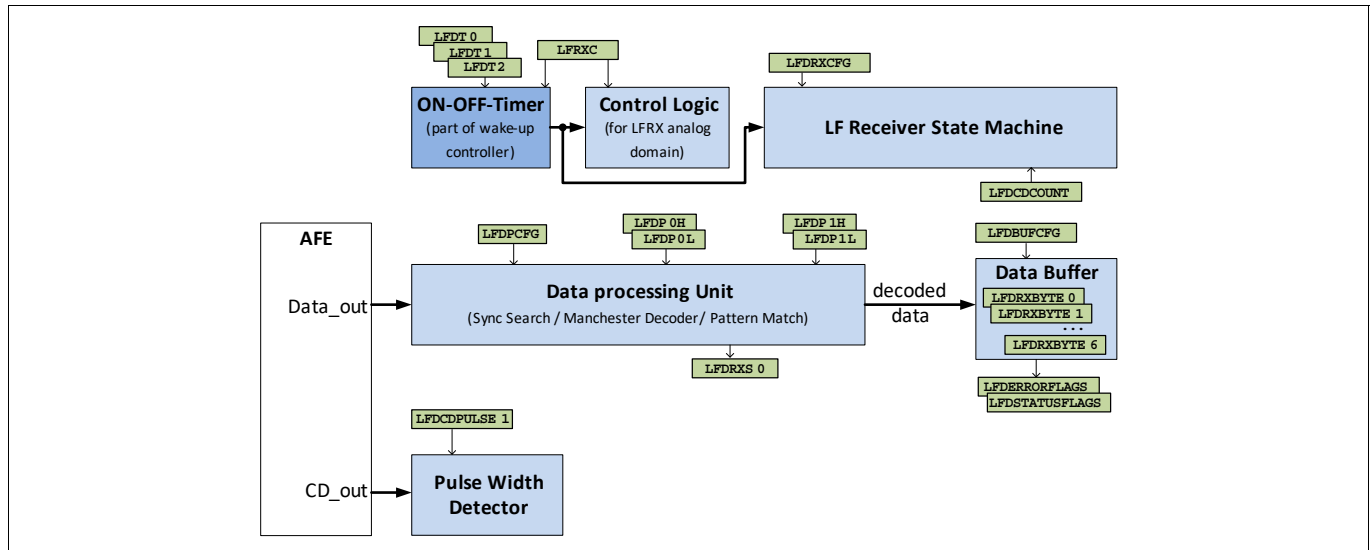 LFDT 0
LFDT 1
LFDT 2
LFRXC
LFDRXCFG
ON-OFF-Timer
(part of wake-up
controller)
Control Logic
(for LFRX analog
domain)
LF Receiver State Machine
LFDCDCOUNT
AFE
Data_out
CD_out
LFDPCFG
LFDP 0H
LFDP 0L
LFDP 1H
LFDP 1L
Data processing Unit
(Sync Search / Manchester Decoder/ Pattern Match)
LFDRXS 0
decoded
data
LFDBUFCFG
Data Buffer
LFDRXBYTE 0
LFDRXBYTE 1
...
LFDRXBYTE 6
LFDERRORFLAGS
LFDSTATUSFLAGS
LFDCDPULSE 1
Pulse Width
Detector